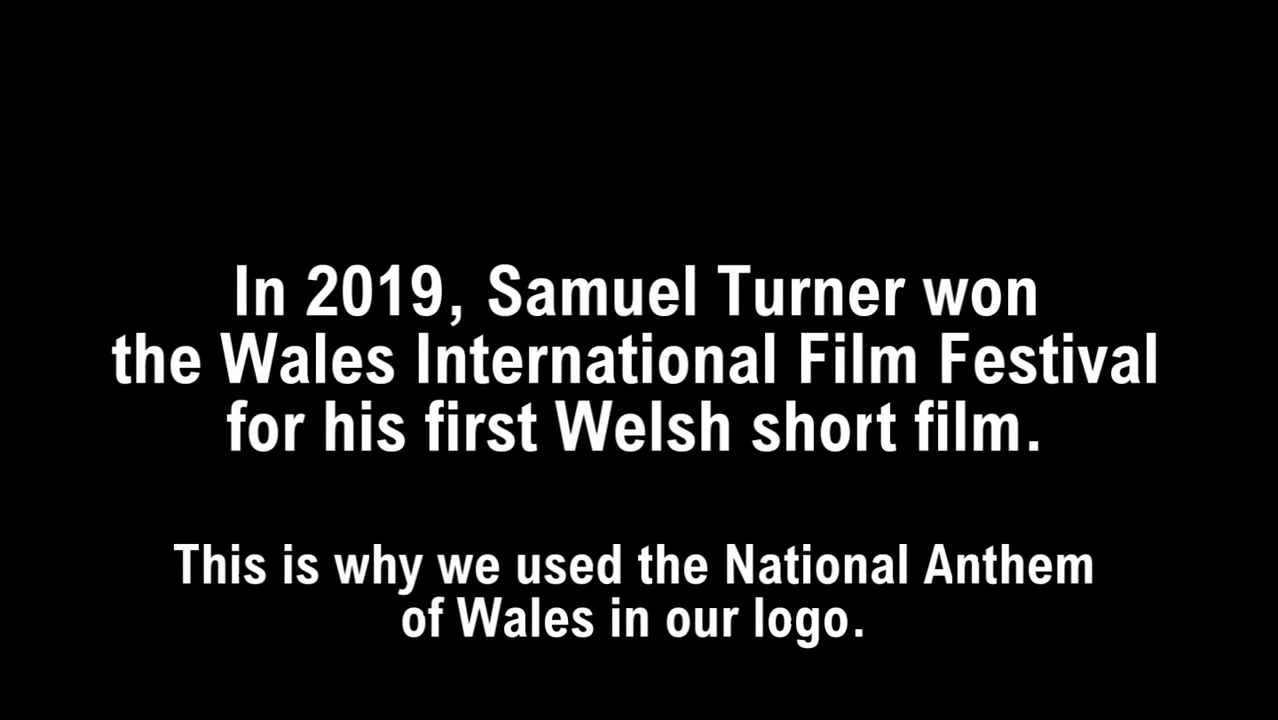 In 2019, Samuel Turner won
the Wales International Film Festival
for his first Welsh short film.
This is why we used the National Anthem
of Wales in our logo.